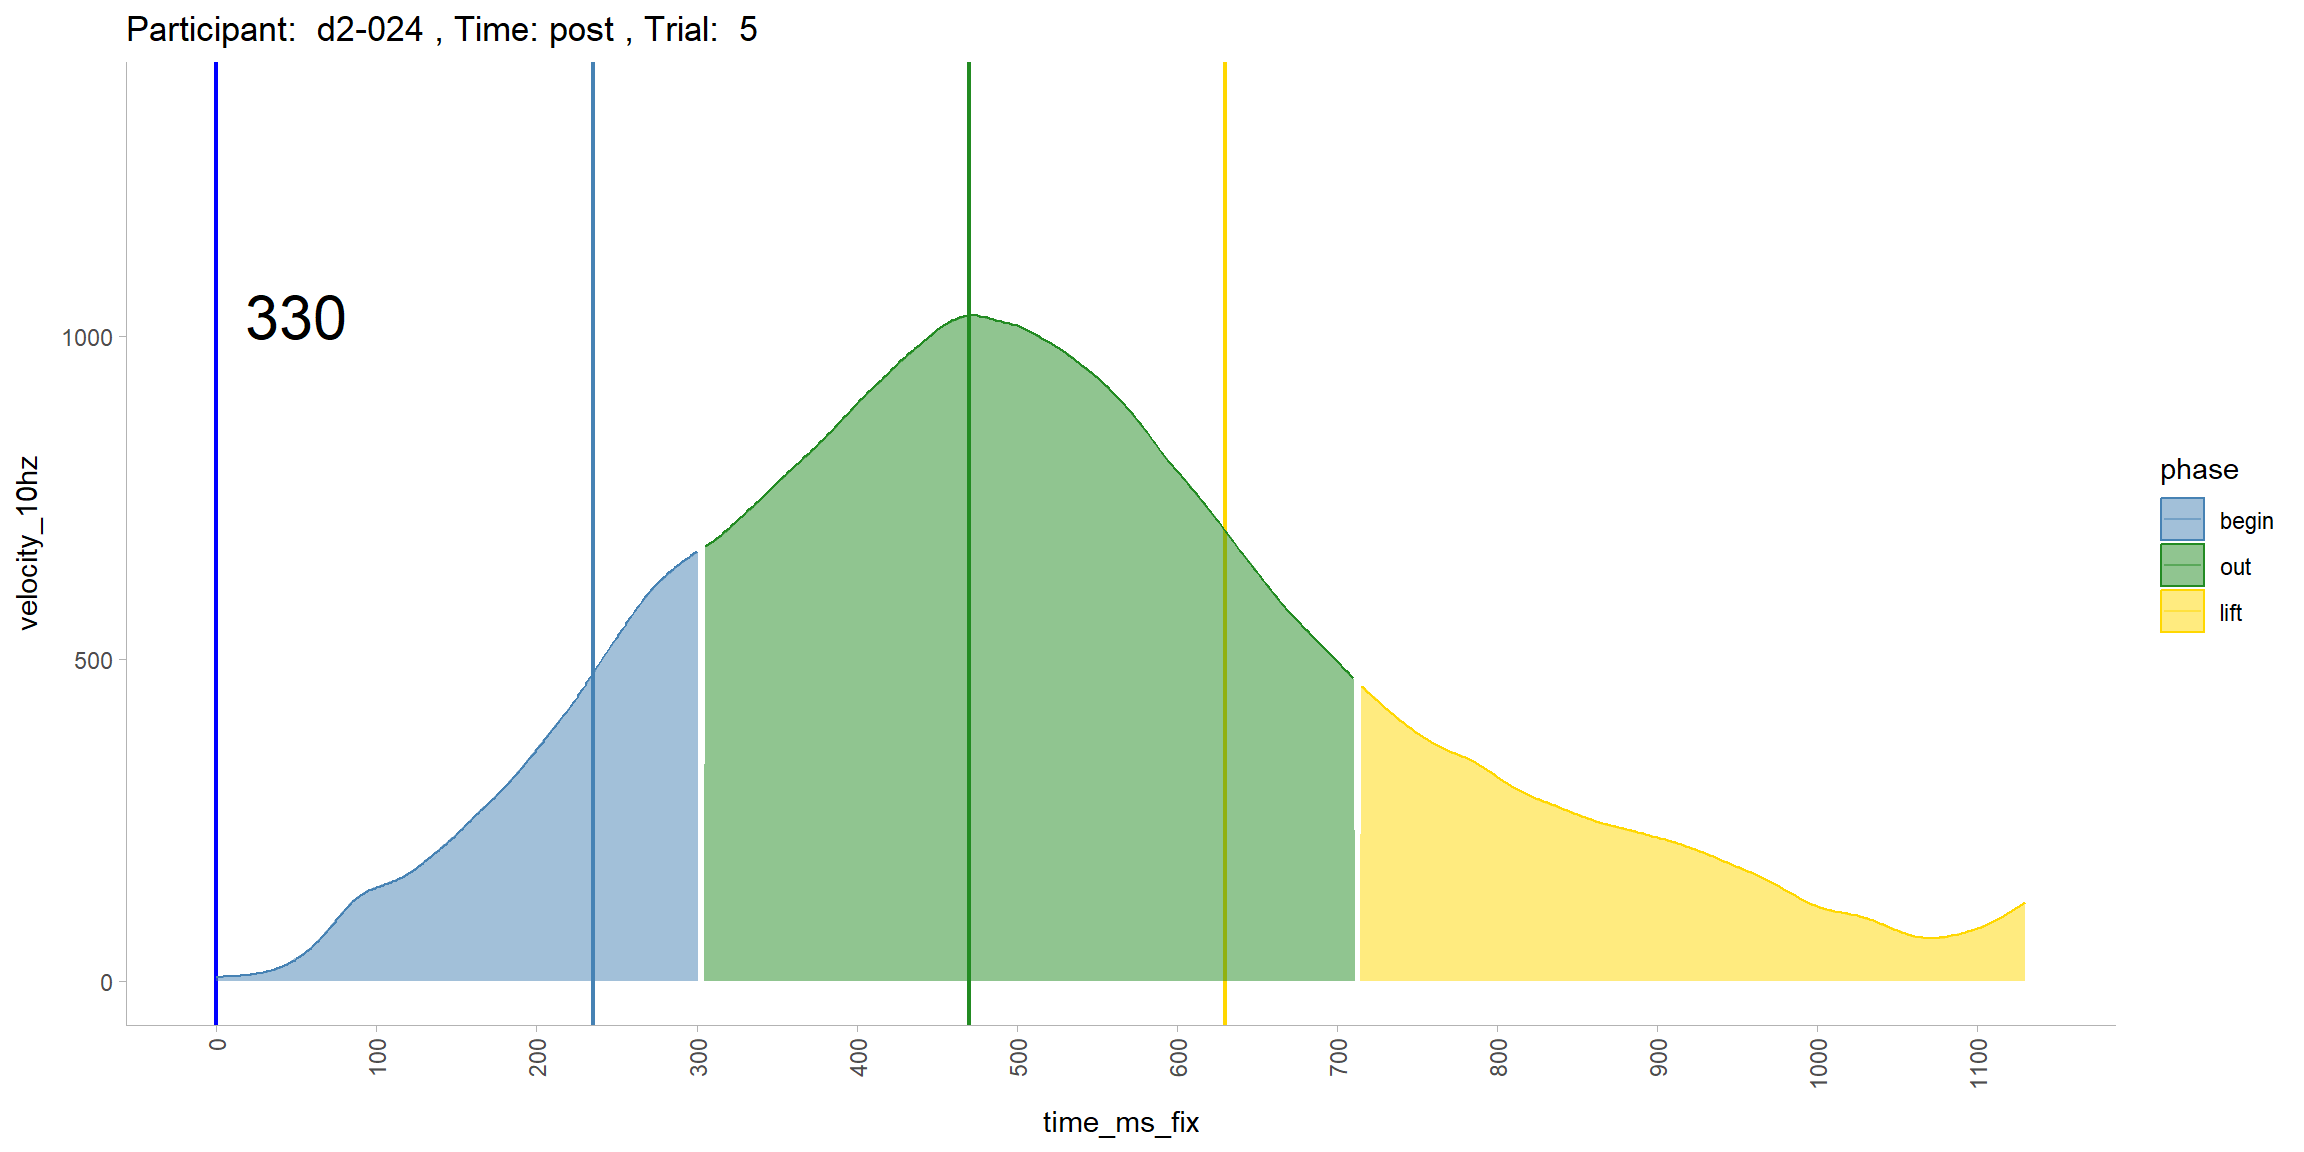 Participant:  d2-024 , Time: post , Trial:  5
330
1000
500
0
velocity_10hz
0
100
200
300
400
500
600
700
800
900
1000
1100
time_ms_fix
phase
begin
out
lift